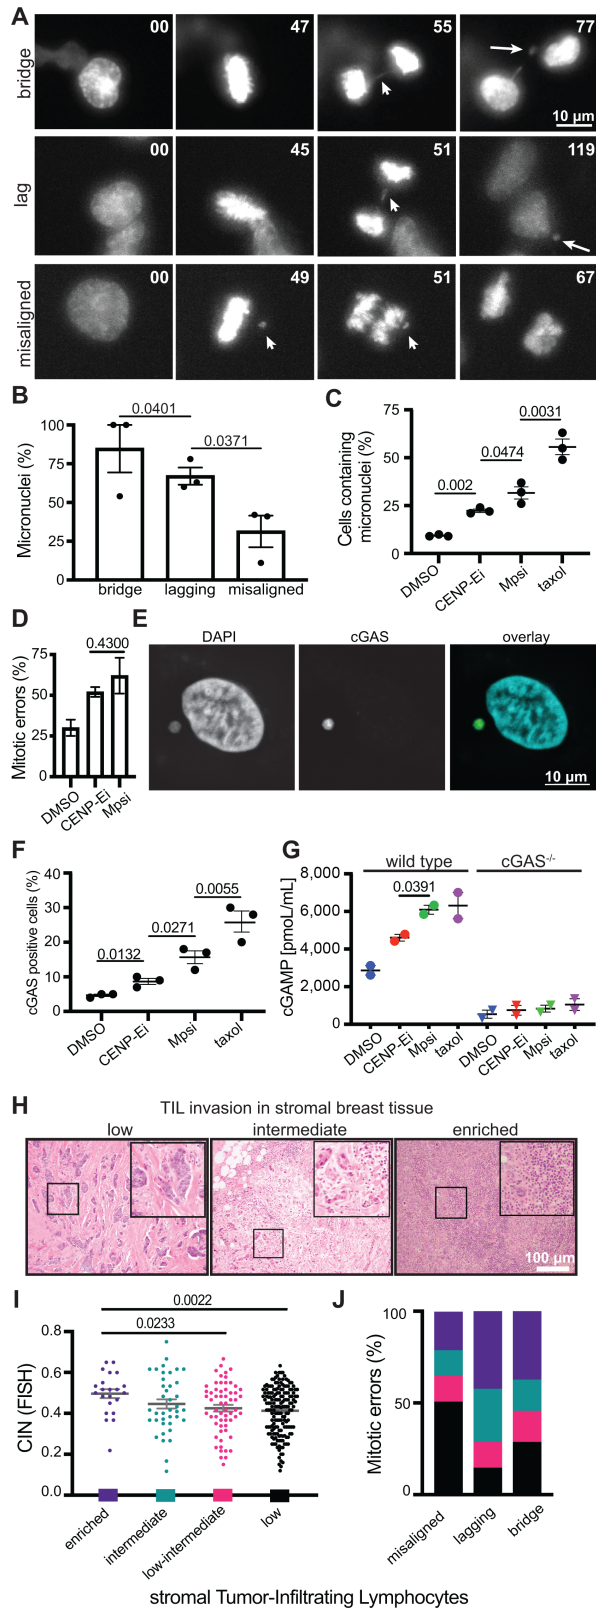 A
bridge
00
47
55
77
10 µm
lag
00
45
51
119
misaligned
00
49
51
67
B
Micronuclei (%)
100
75
50
25
0
0.0401
0.0371
bridge
lagging
misaligned
C
Cells containing
micronuclei (%)
75
50
25
0
0.002
0.0474
0.0031
DMSO
CENP-Ei
Mpsi
taxol
D
Mitotic errors (%)
75
50
25
0
0.4300
DMSO
CENP-Ei
Mpsi
E
DAPI
cGAS
overlay
10 µm
F
cGAS positive cells (%)
40
30
20
10
0
0.0132
0.0271
0.0055
DMSO
CENP-Ei
Mpsi
taxol
G
cGAMP [pmoL/mL]
wild type
cGAS-/-
8,000
6,000
4,000
2,000
0
0.0391
DMSO
CENP-Ei
Mpsi
taxol
DMSO
CENP-Ei
Mpsi
taxol
H
TIL invasion in stromal breast tissue
low
intermediate
enriched
100 µm
I
CIN (FISH)
0.0022
0.0233
0.8
0.6
0.4
0.2
0.0
enriched
intermediate
low-intermediate
low
J
Mitotic errors (%)
100
50
0
misaligned
lagging
bridge
stromal Tumor-Infiltrating Lymphocytes